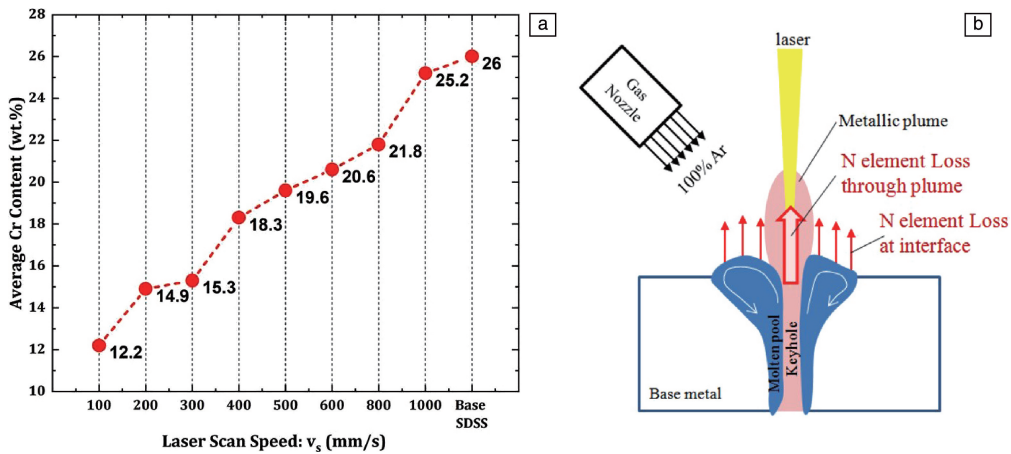 a
28
26
24
22
20
18
16
14
12
10
Average Cr Content (wt.%)
12.2
14.9
15.3
18.3
19.6
20.6
21.8
25.2
26
100
200
300
400
500
600
800
1000
Base
SDSS
Laser Scan Speed: vₛ (mm/s)
b
laser
Gas
Nozzle
100% Ar
Metallic plume
N element Loss
through plume
N element Loss
at interface
Molten pool
Keyhole
Base metal